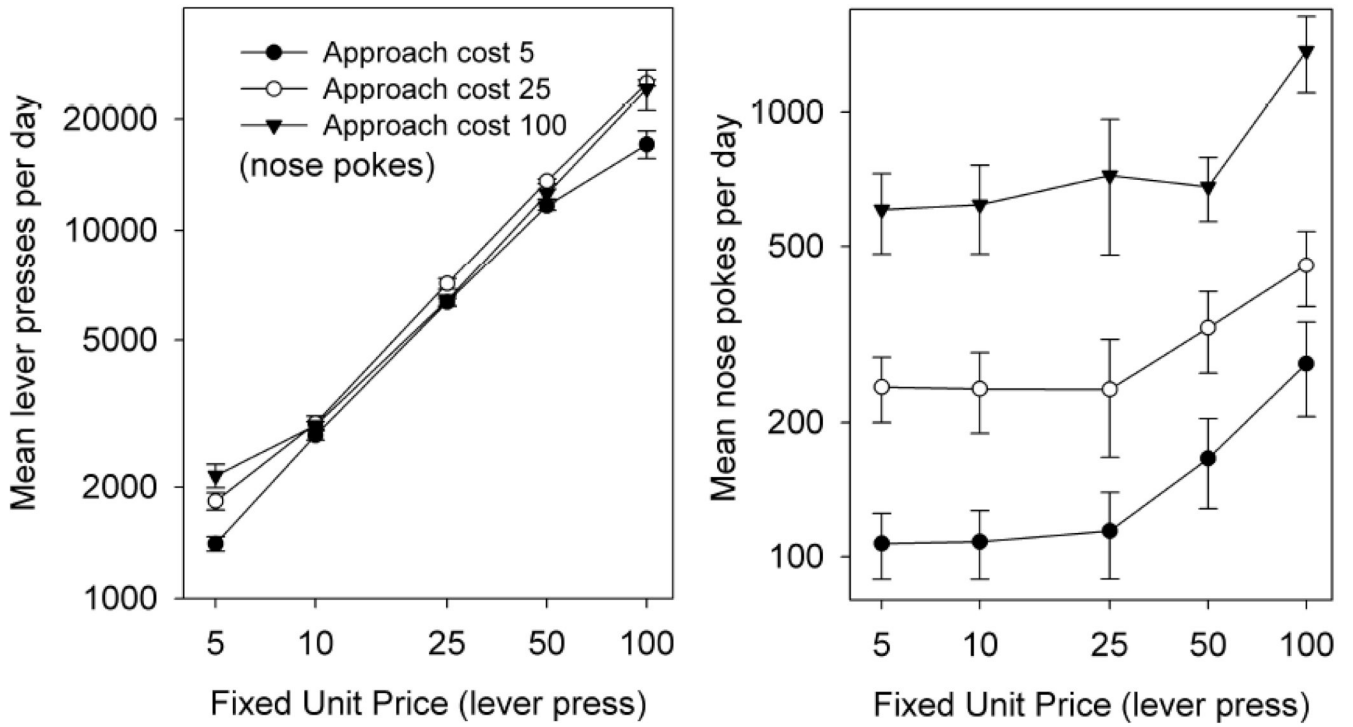 Mean lever presses per day
20000
10000
5000
2000
1000
Approach cost 5
Approach cost 25
Approach cost 100
(nose pokes)
5 10 25 50 100
Fixed Unit Price (lever press)
Mean nose pokes per day
1000
500
200
100
5 10 25 50 100
Fixed Unit Price (lever press)